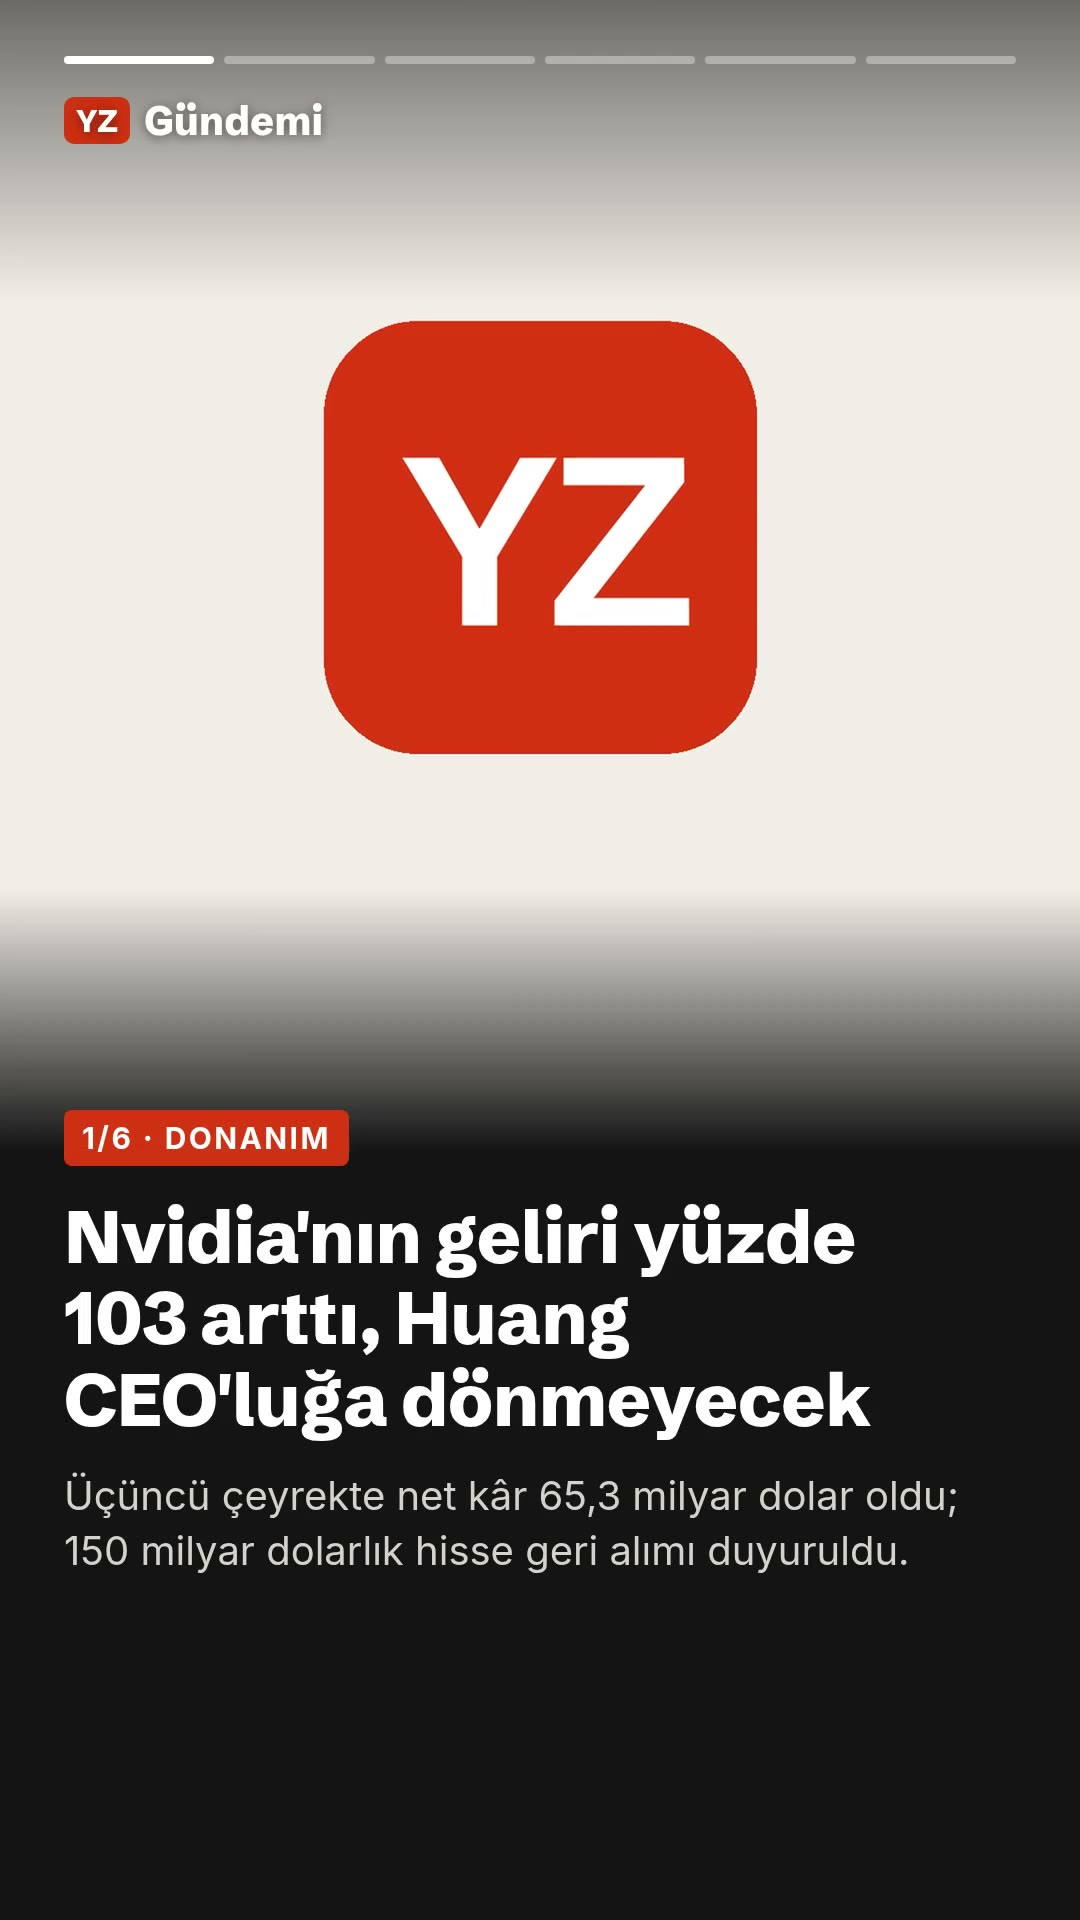 YZ Gündemi
YZ
1/6 · DONANIM
Nvidia'nın geliri yüzde
103 arttı, Huang
CEO'luğa dönmeyecek
Üçüncü çeyrekte net kâr 65,3 milyar dolar oldu;
150 milyar dolarlık hisse geri alımı duyuruldu.